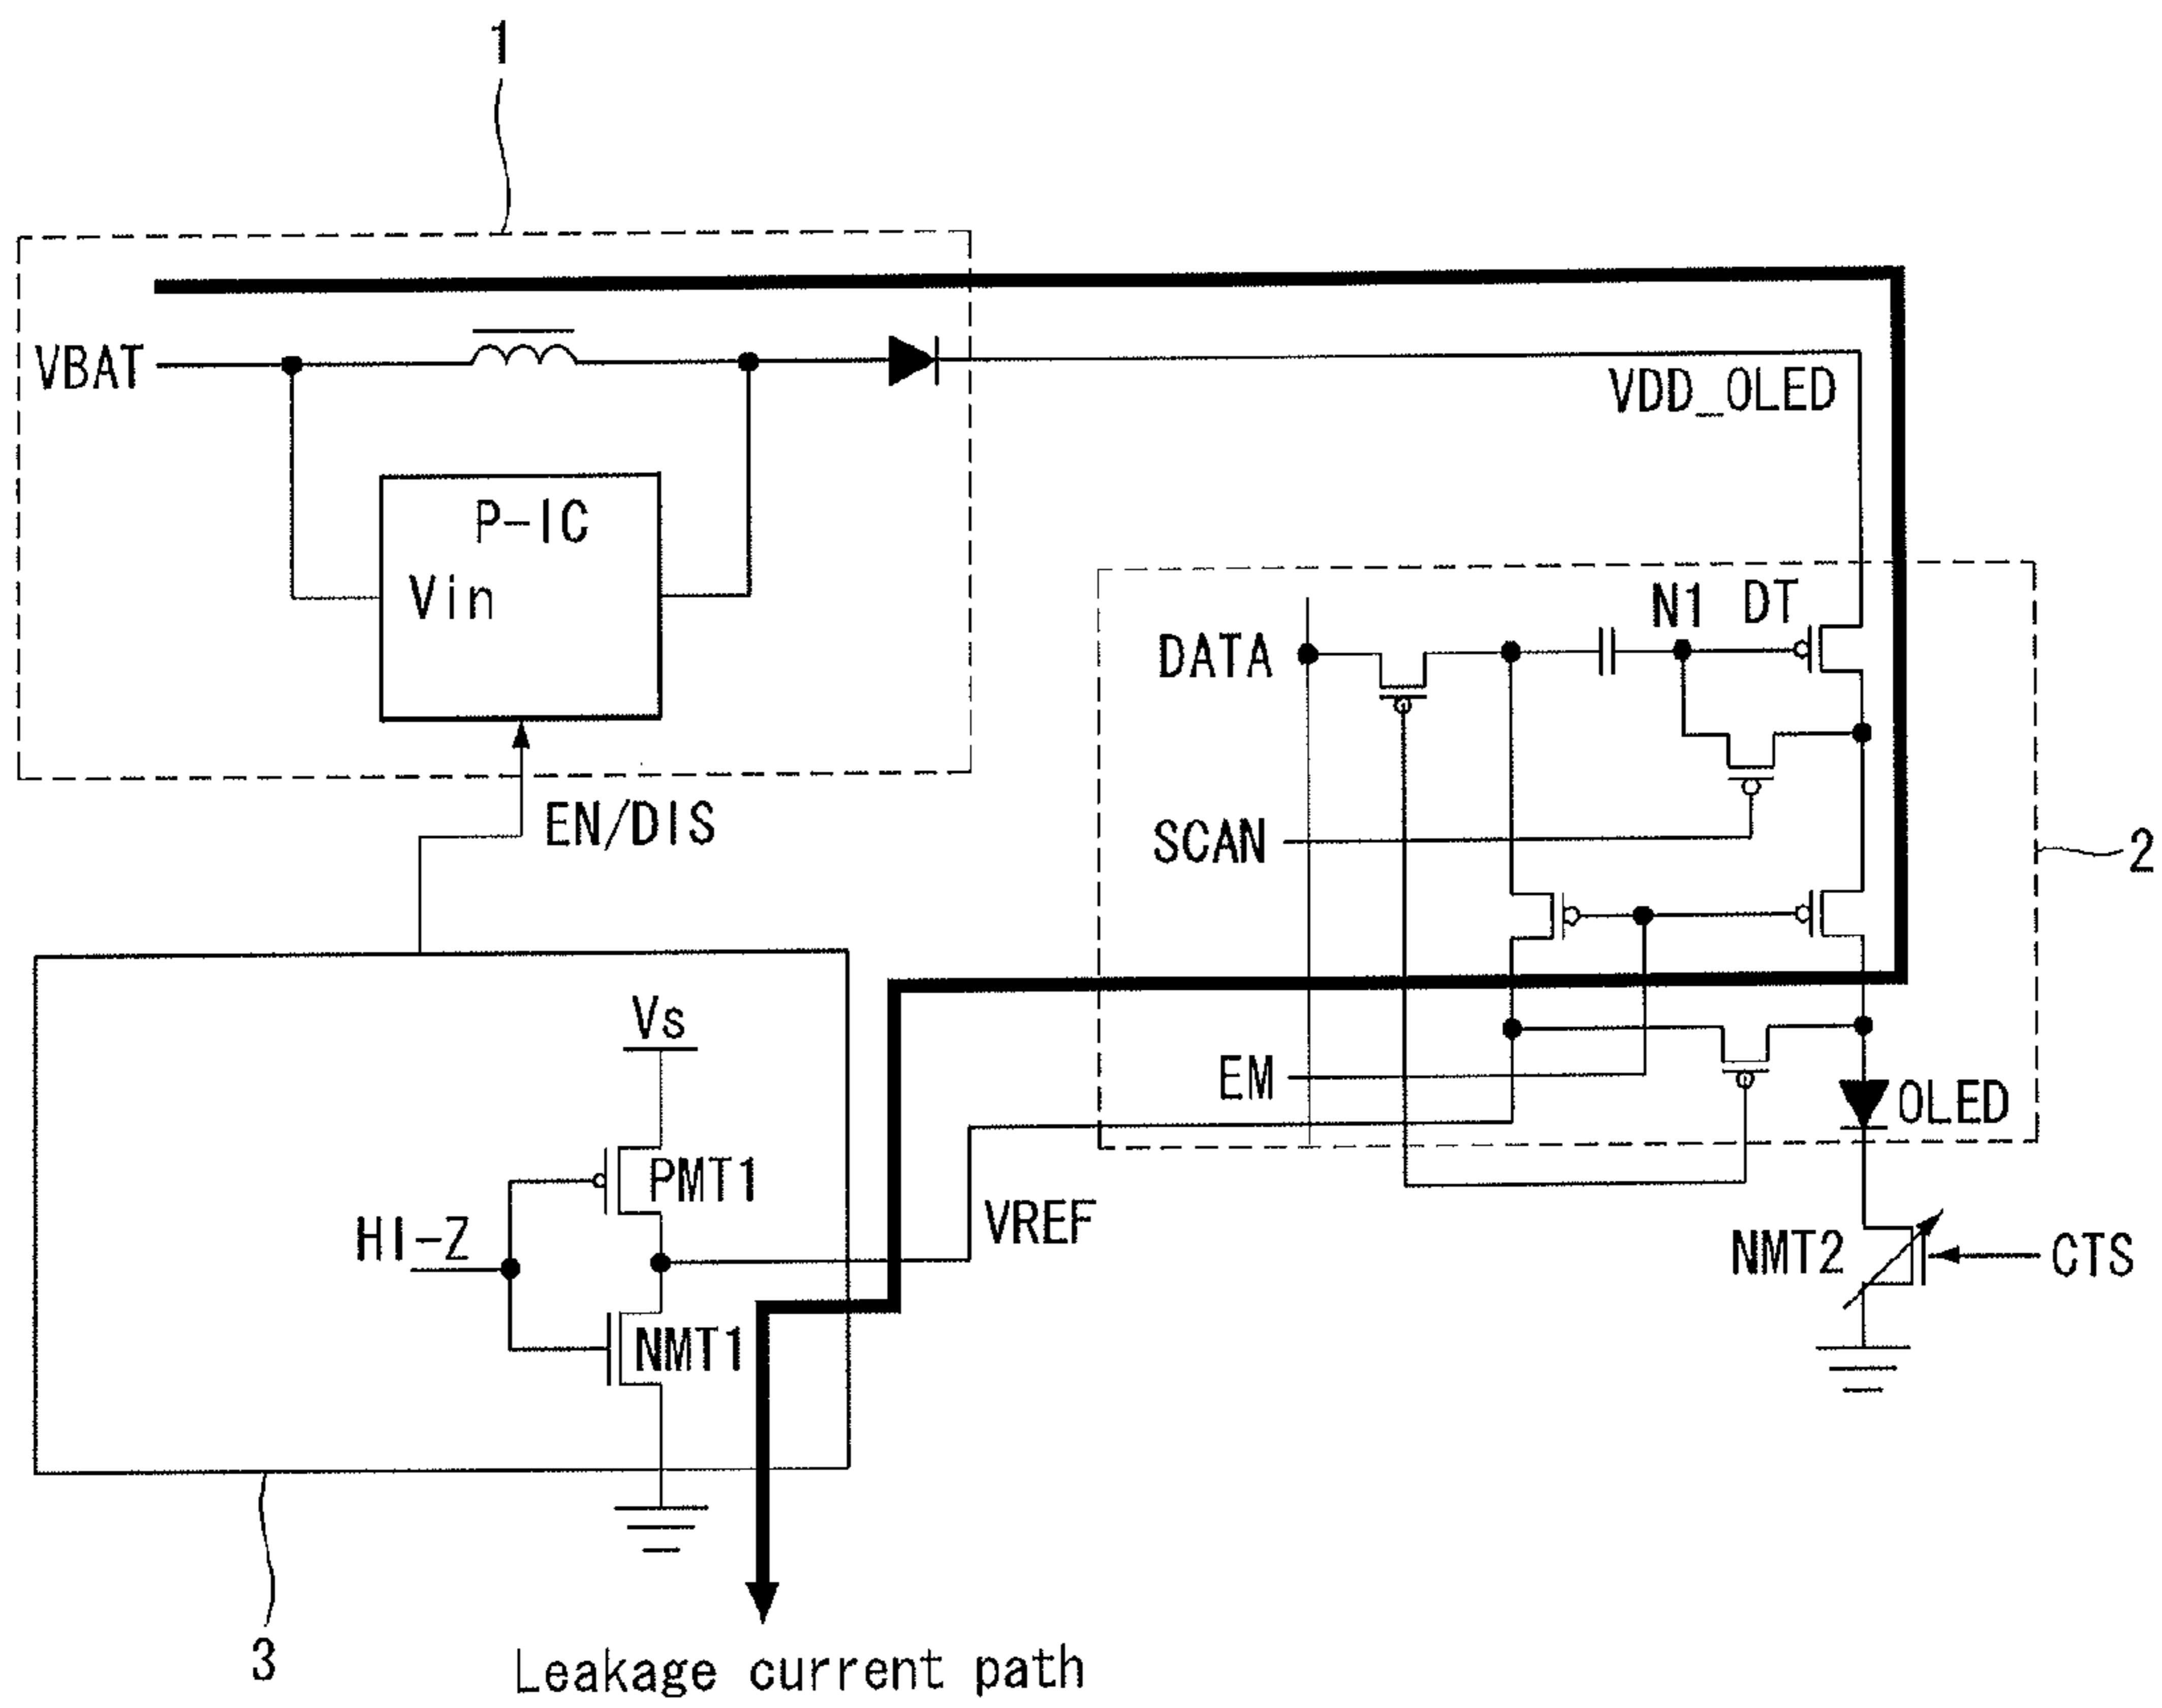 1
VBAT
VDD_OLED
P-IC
Vin
N1
DT
DATA
EN/DIS
SCAN
2
Vs
EM
OLED
PMT1
VREF
HI-Z
NMT2
CTS
NMT1
3
Leakage current path